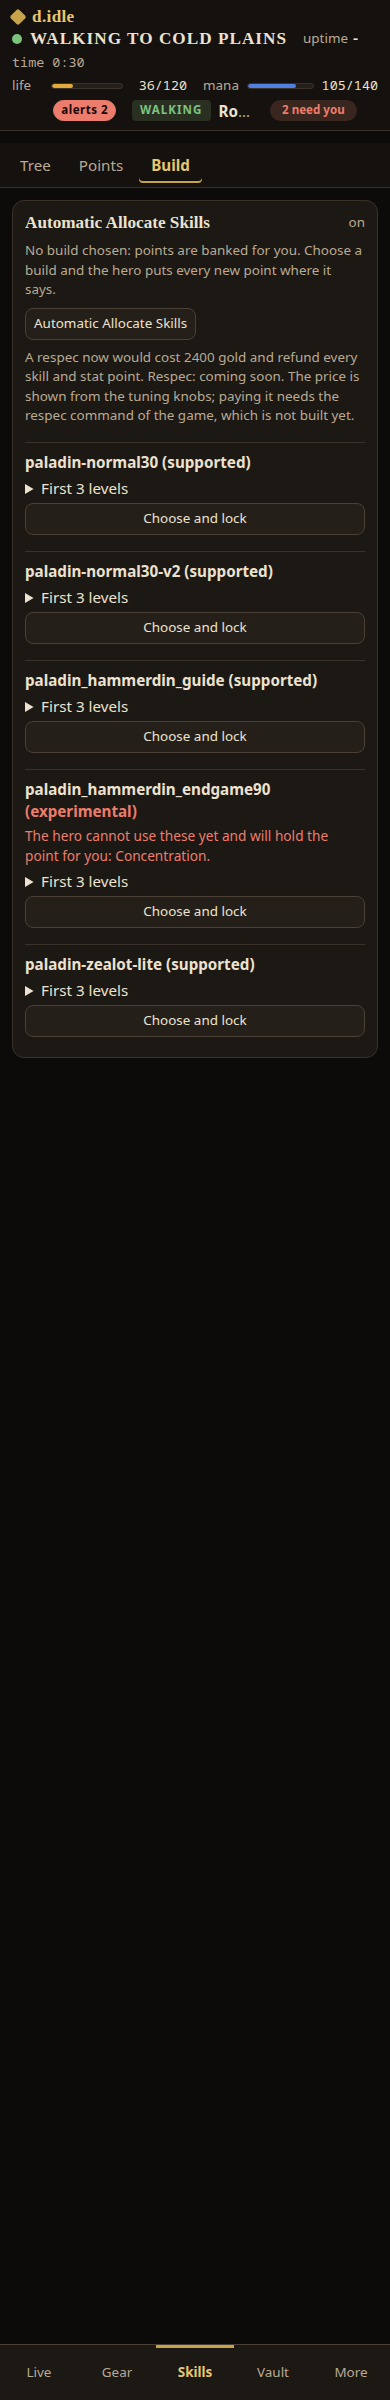 d.idle
WALKING TO COLD PLAINS uptime -
time 0:30
life 36/120 mana 105/140
alerts 2 WALKING Ro... 2 need you
Tree Points Build
Automatic Allocate Skills on
No build chosen: points are banked for you. Choose a
build and the hero puts every new point where it
says.
Automatic Allocate Skills
A respec now would cost 2400 gold and refund every
skill and stat point. Respec: coming soon. The price is
shown from the tuning knobs; paying it needs the
respec command of the game, which is not built yet.
paladin-normal30 (supported)
▶ First 3 levels
Choose and lock
paladin-normal30-v2 (supported)
▶ First 3 levels
Choose and lock
paladin_hammerdin_guide (supported)
▶ First 3 levels
Choose and lock
paladin_hammerdin_endgame90
(experimental)
The hero cannot use these yet and will hold the
point for you: Concentration.
▶ First 3 levels
Choose and lock
paladin-zealot-lite (supported)
▶ First 3 levels
Choose and lock
Live Gear Skills Vault More